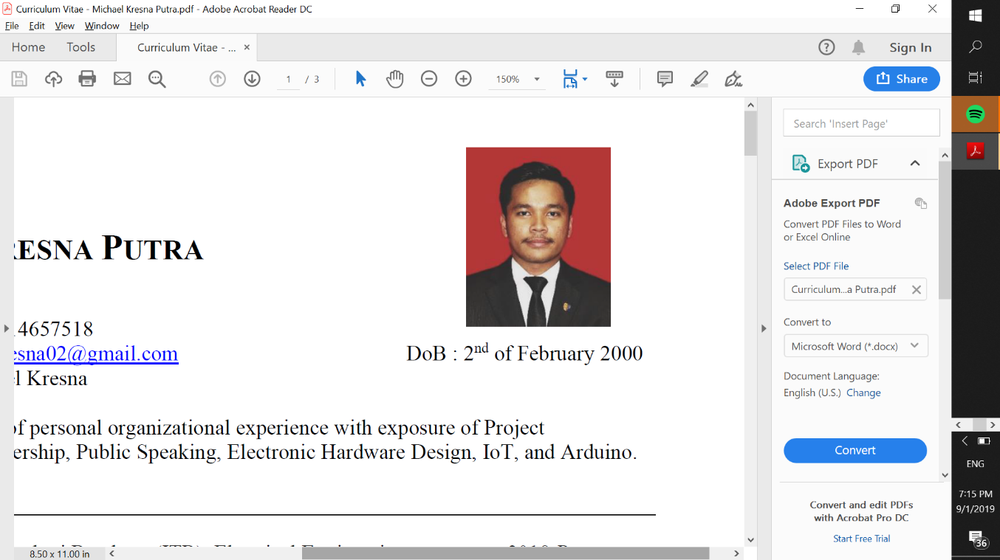 Curriculum Vitae - Michael Kresna Putra.pdf - Adobe Acrobat Reader DC
File Edit View Window Help
Home Tools Curriculum Vitae - ... × Sign In
1 / 3 150% Share
RESNA PUTRA
4657518
esna02@gmail.com
DoB : 2nd of February 2000
el Kresna
of personal organizational experience with exposure of Project
ership, Public Speaking, Electronic Hardware Design, IoT, and Arduino.
8.50 x 11.00 in
Search 'Insert Page'
Export PDF
Adobe Export PDF
Convert PDF Files to Word
or Excel Online
Select PDF File
Curriculum...a Putra.pdf
Convert to
Microsoft Word (*.docx)
Document Language:
English (U.S.) Change
Convert
Convert and edit PDFs
with Acrobat Pro DC
Start Free Trial
ENG
7:15 PM
9/1/2019
36